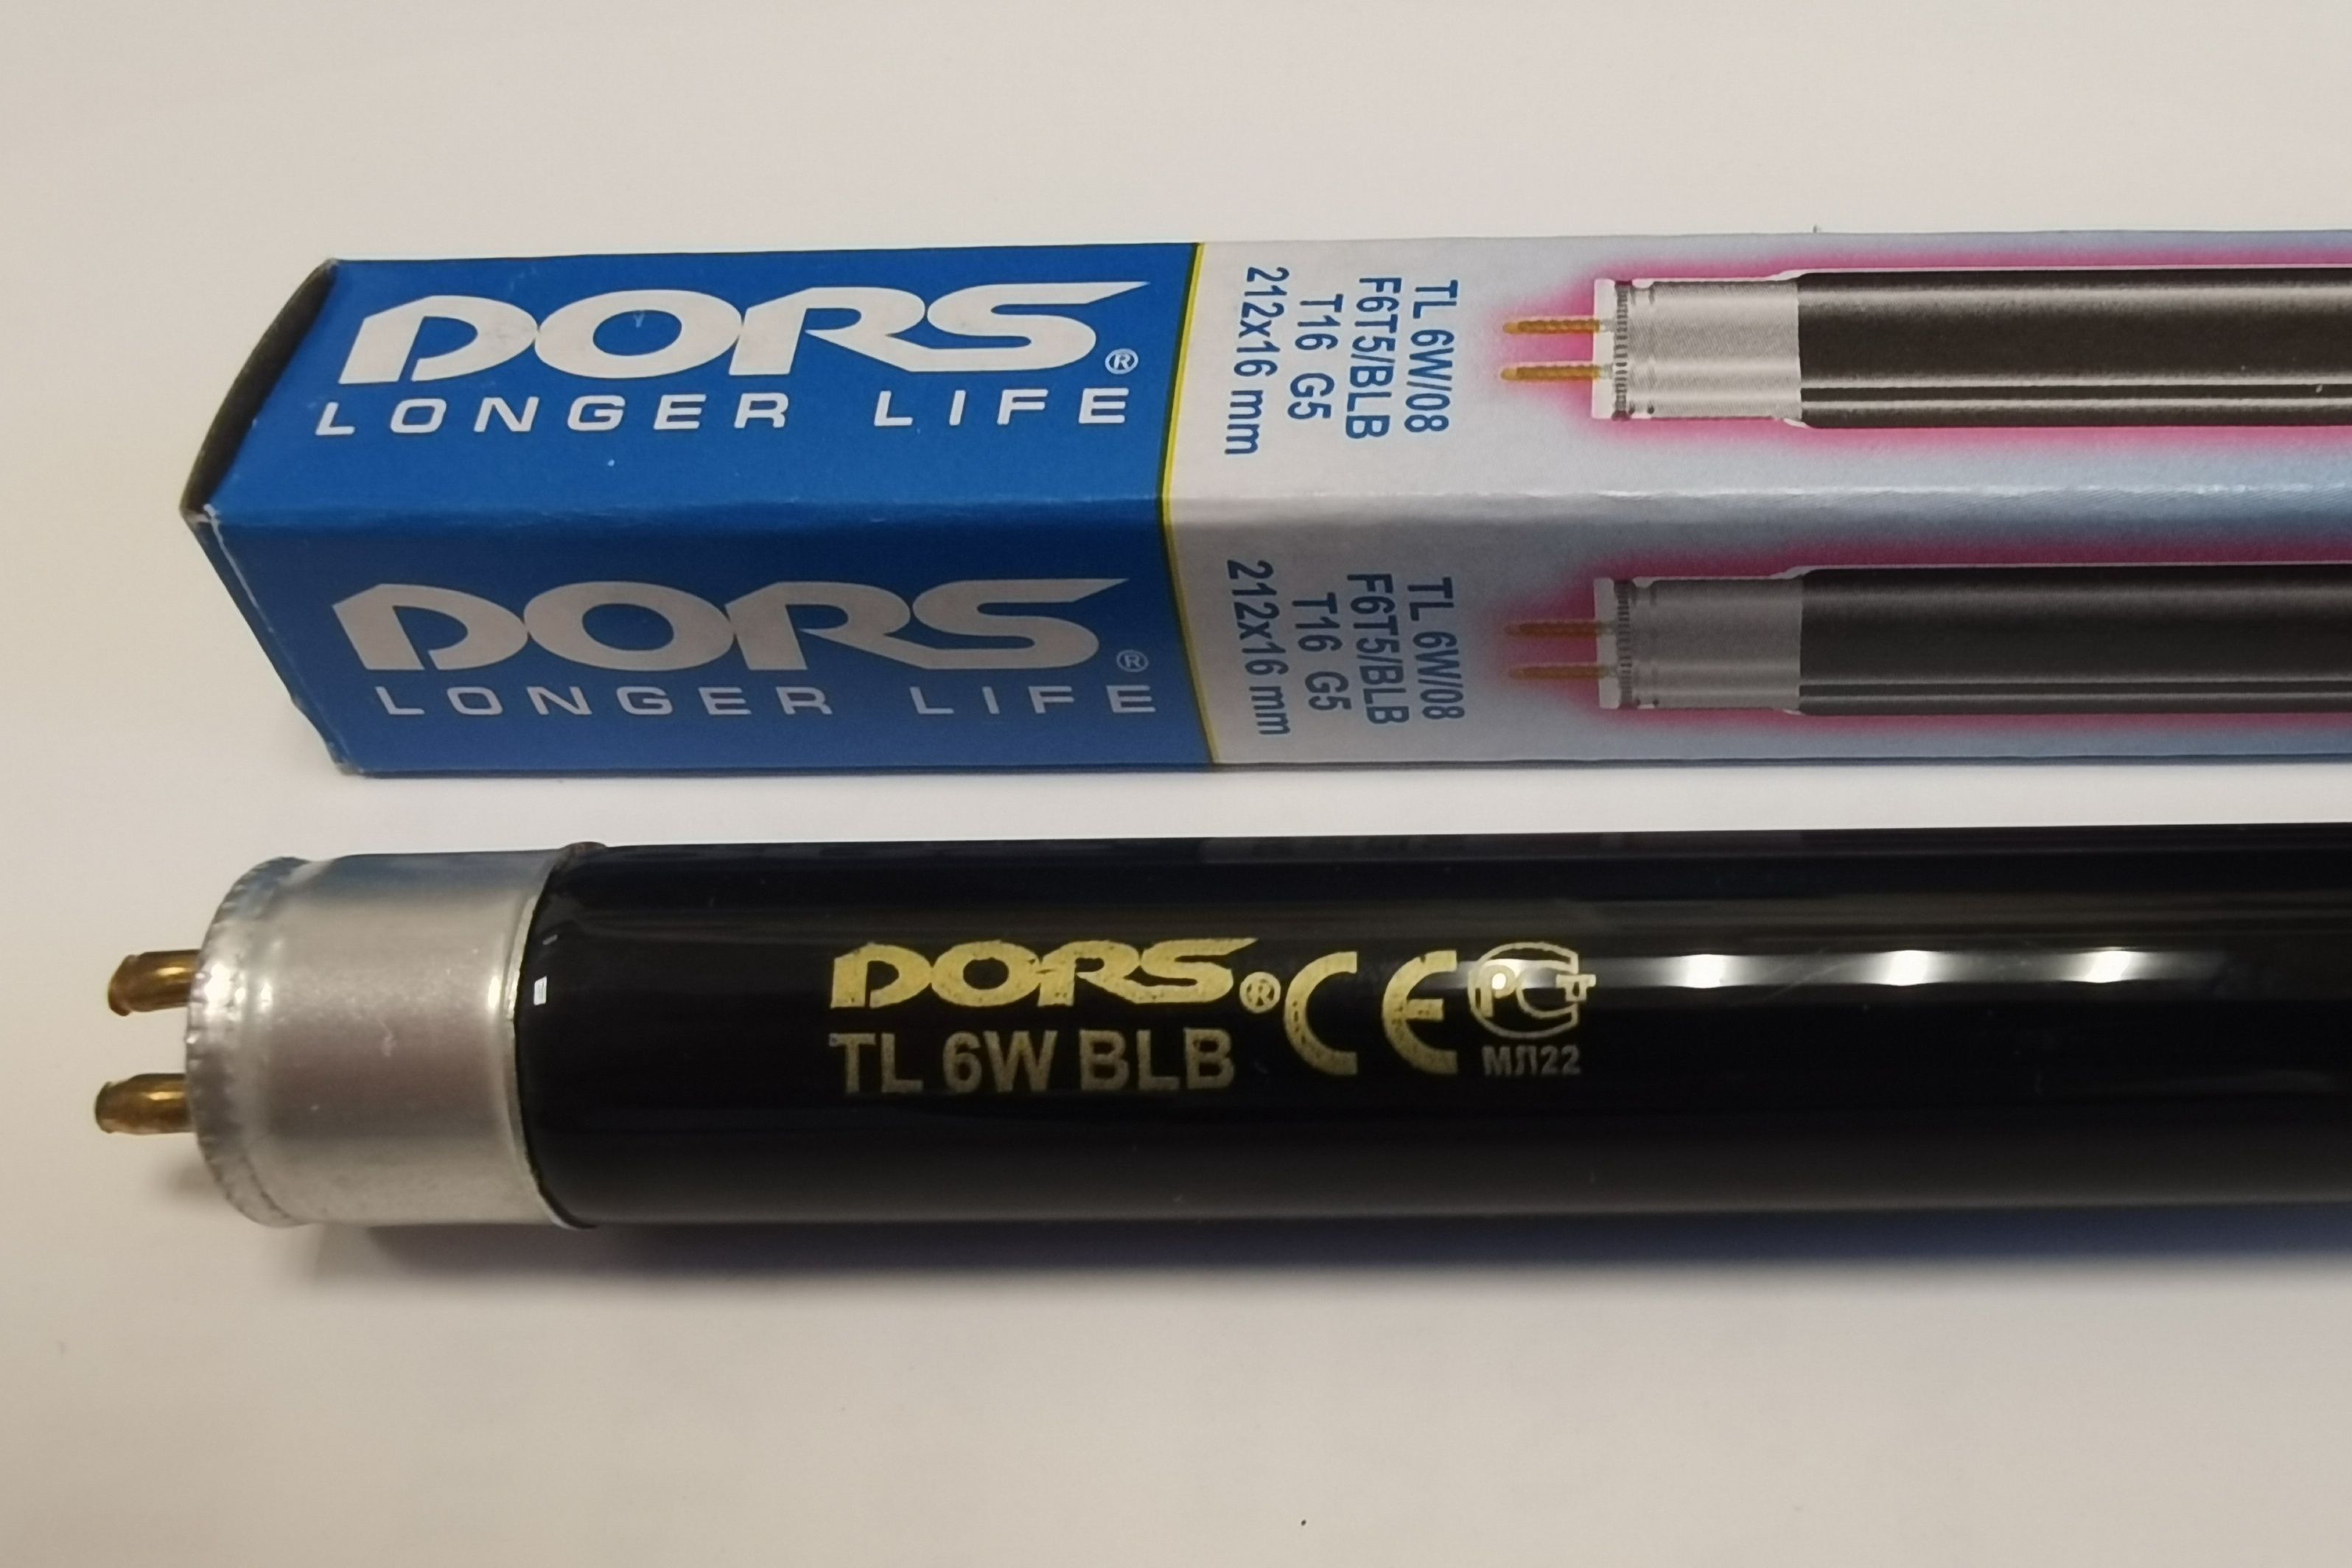 DORS®
LONGER LIFE
TL 6W/08
F6T5/BLB
T16 G5
212x16 mm
DORS®
LONGER LIFE
TL 6W/08
F6T5/BLB
T16 G5
212x16 mm
DORS® CE РСТ
TL 6W BLB МЛ22